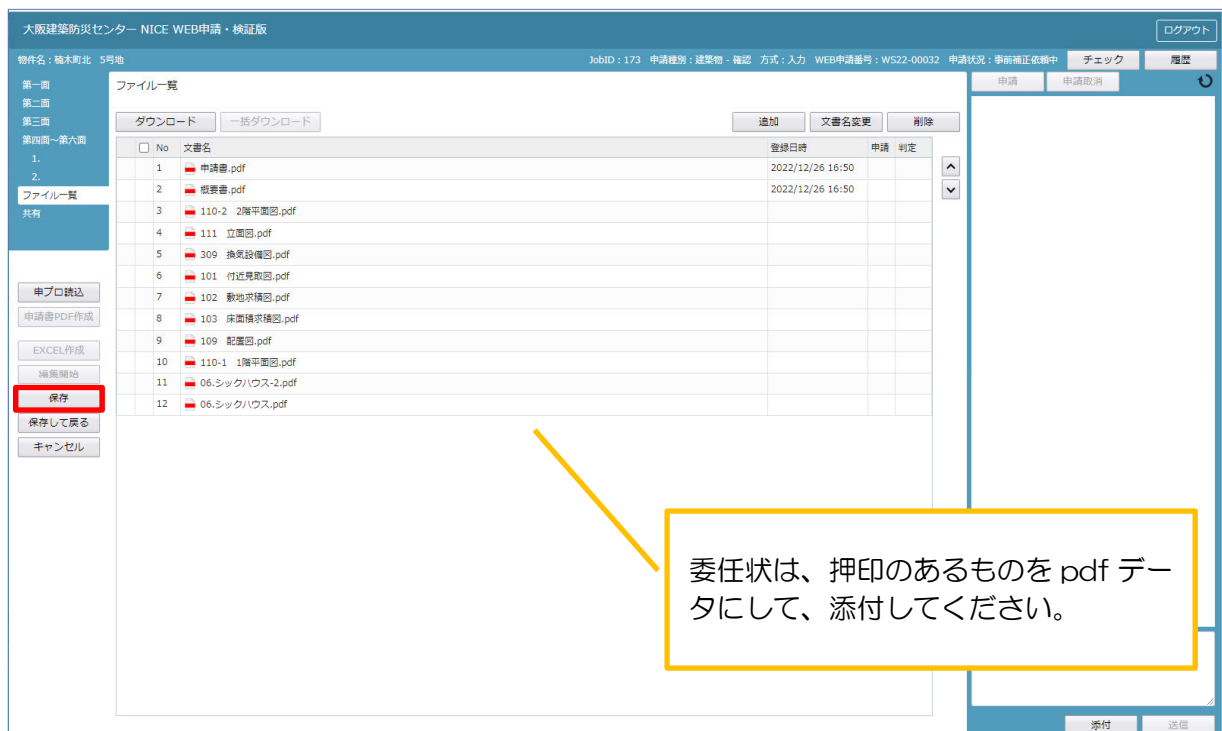 大阪建築防災センター NICE WEB申請・検証版
ログアウト
物件名：楠木町北 5号地
JobID：173 申請種別：建築物 - 確認 方式：入力 WEB申請番号：WS22-00032 申請状況：事前補正依頼中
チェック
履歴
第一面
第二面
第三面
第四面～第六面
1.
2.
ファイル一覧
共有
申プロ読込
申請書PDF作成
EXCEL作成
編集開始
保存
保存して戻る
キャンセル
ファイル一覧
ダウンロード 一括ダウンロード 追加 文書名変更 削除
No 文書名 登録日時 申請 判定
1 申請書.pdf 2022/12/26 16:50
2 概要書.pdf 2022/12/26 16:50
3 110-2 2階平面図.pdf
4 111 立面図.pdf
5 309 換気設備図.pdf
6 101 付近見取図.pdf
7 102 敷地求積図.pdf
8 103 床面積求積図.pdf
9 109 配置図.pdf
10 110-1 1階平面図.pdf
11 06.シックハウス-2.pdf
12 06.シックハウス.pdf
申請 申請取消
委任状は、押印のあるものを pdf デー
タにして、添付してください。
添付 送信